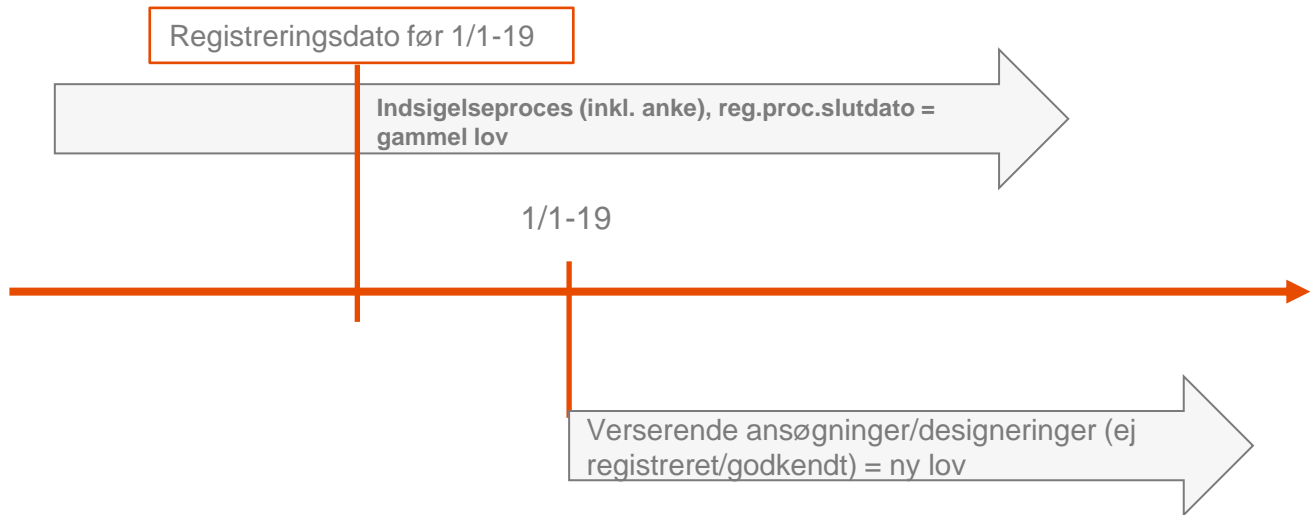 Registreringsdato før 1/1-19
Indsigelseproces (inkl. anke), reg.proc.slutdato =
gammel lov
1/1-19
Verserende ansøgninger/designeringer (ej
registreret/godkendt) = ny lov